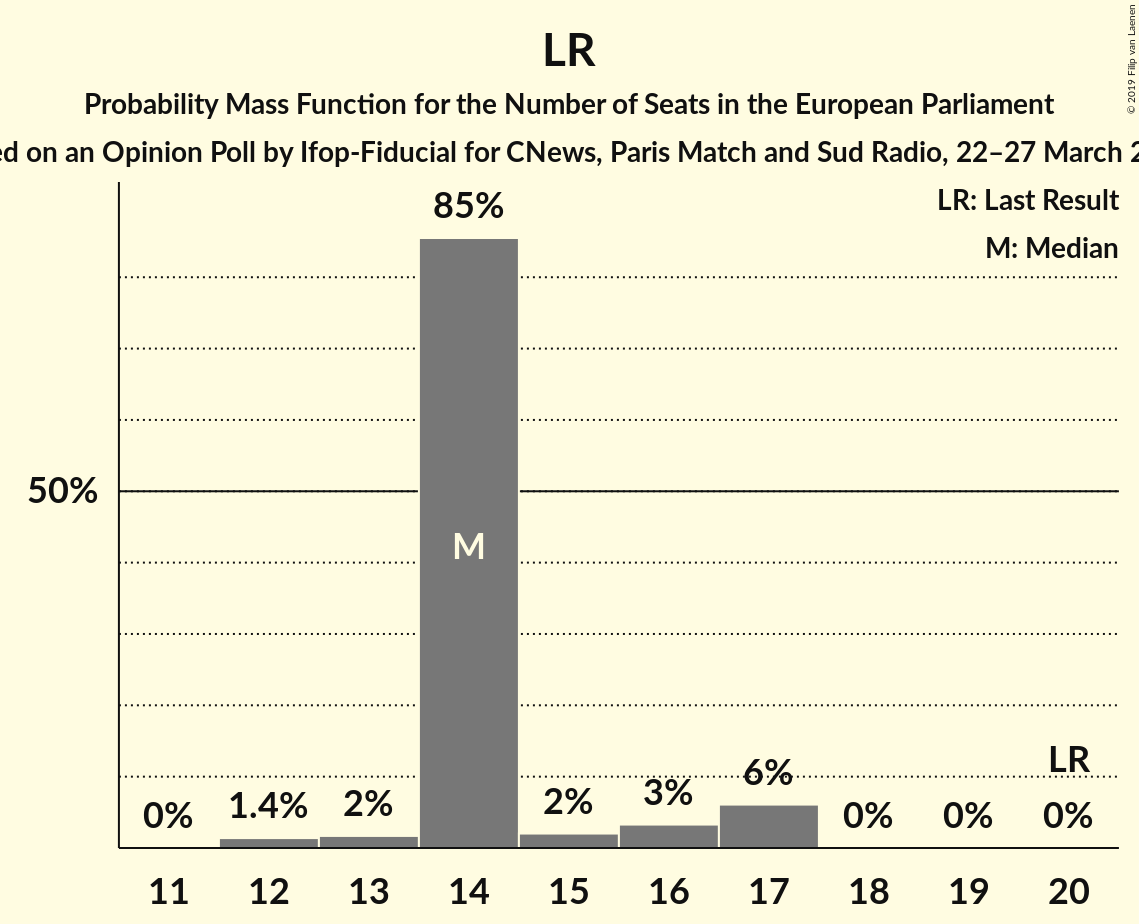 LR
Probability Mass Function for the Number of Seats in the European Parliament
on an Opinion Poll by Ifop-Fiducial for CNews, Paris Match and Sud Radio, 22–27 March
© 2019 Filip van Laenen
LR: Last Result
M: Median
85%
50%
M
LR
0% 1.4% 2% 2% 3% 6% 0% 0% 0%
11 12 13 14 15 16 17 18 19 20